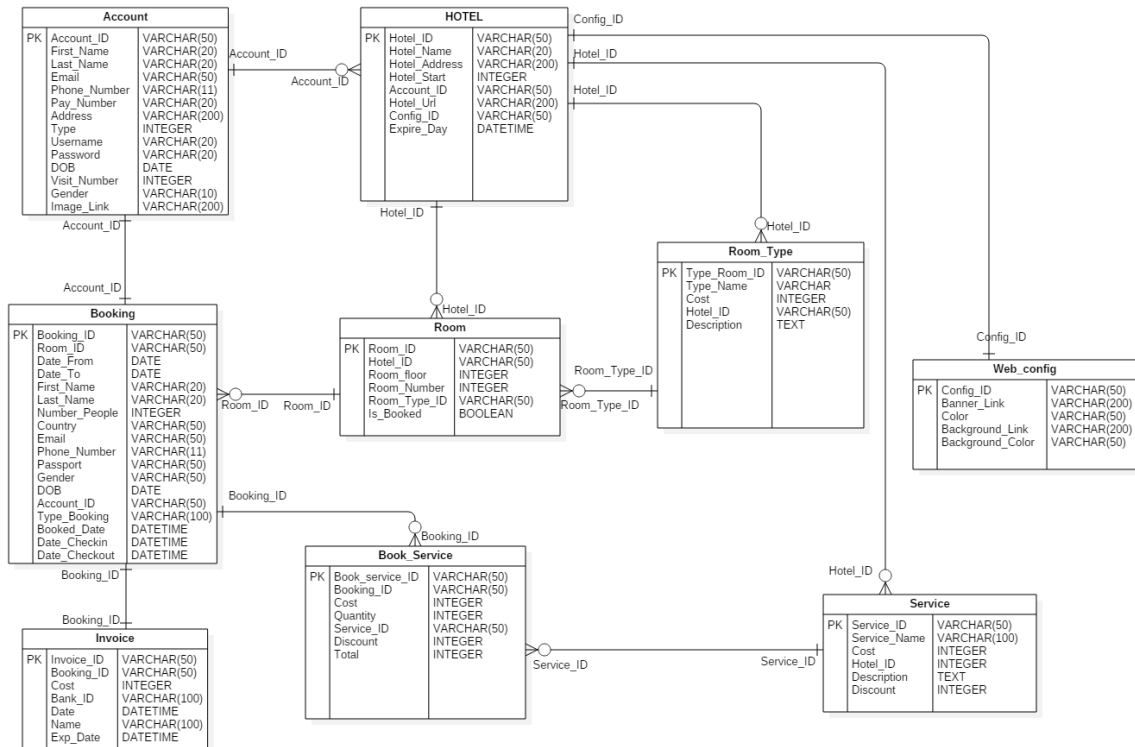 Account
PK Account_ID VARCHAR(50)
First_Name VARCHAR(20)
Last_Name VARCHAR(20)
Email VARCHAR(50)
Phone_Number VARCHAR(11)
Pay_Number VARCHAR(20)
Address VARCHAR(200)
Type INTEGER
Username VARCHAR(20)
Password VARCHAR(20)
DOB DATE
Visit_Number INTEGER
Gender VARCHAR(10)
Image_Link VARCHAR(200)
Account_ID
Account_ID
HOTEL
PK Hotel_ID VARCHAR(50)
Hotel_Name VARCHAR(20)
Hotel_Address VARCHAR(200)
Hotel_Start INTEGER
Account_ID VARCHAR(50)
Hotel_Url VARCHAR(200)
Config_ID VARCHAR(50)
Expire_Day DATETIME
Config_ID
Hotel_ID
Hotel_ID
Hotel_ID
Hotel_ID
Hotel_ID
Account_ID
Account_ID
Room_Type
PK Type_Room_ID VARCHAR(50)
Type_Name VARCHAR
Cost INTEGER
Hotel_ID VARCHAR(50)
Description TEXT
Booking
PK Booking_ID VARCHAR(50)
Room_ID VARCHAR(50)
Date_From DATE
Date_To DATE
First_Name VARCHAR(20)
Last_Name VARCHAR(20)
Number_People INTEGER
Country VARCHAR(50)
Email VARCHAR(50)
Phone_Number VARCHAR(11)
Passport VARCHAR(50)
Gender VARCHAR(50)
DOB DATE
Account_ID VARCHAR(50)
Type_Booking VARCHAR(100)
Booked_Date DATETIME
Date_Checkin DATETIME
Date_Checkout DATETIME
Room_ID
Room_ID
Room
PK Room_ID VARCHAR(50)
Hotel_ID VARCHAR(50)
Room_floor INTEGER
Room_Number INTEGER
Room_Type_ID VARCHAR(50)
Is_Booked BOOLEAN
Room_Type_ID
Room_Type_ID
Config_ID
Web_config
PK Config_ID VARCHAR(50)
Banner_Link VARCHAR(200)
Color VARCHAR(50)
Background_Link VARCHAR(200)
Background_Color VARCHAR(50)
Booking_ID
Booking_ID
Book_Service
PK Book_service_ID VARCHAR(50)
Booking_ID VARCHAR(50)
Cost INTEGER
Quantity INTEGER
Service_ID VARCHAR(50)
Discount INTEGER
Total INTEGER
Service_ID
Service_ID
Hotel_ID
Service
PK Service_ID VARCHAR(50)
Service_Name VARCHAR(100)
Cost INTEGER
Hotel_ID INTEGER
Description TEXT
Discount INTEGER
Booking_ID
Booking_ID
Invoice
PK Invoice_ID VARCHAR(50)
Booking_ID VARCHAR(50)
Cost INTEGER
Bank_ID VARCHAR(100)
Date DATETIME
Name VARCHAR(100)
Exp_Date DATETIME